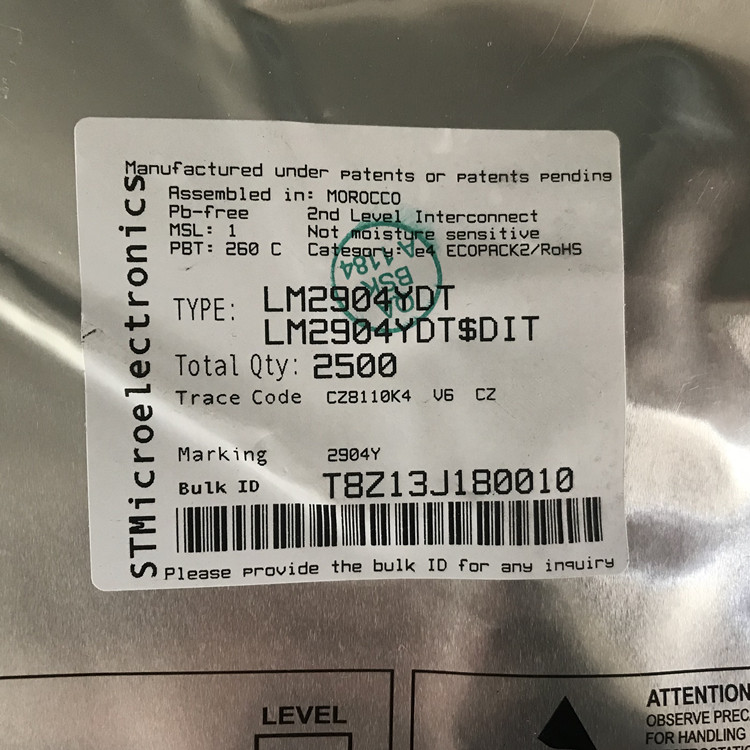 STMicroelectronics
Manufactured under patents or patents pending
Assembled in: MOROCCO
Pb-free 2nd Level Interconnect
MSL: 1 Not moisture sensitive
PBT: 260 C Category: e4 ECOPACK2/RoHS
QA
BSK
A 1184
TYPE: LM2904YDT
LM2904YDT$DIT
Total Qty: 2500
Trace Code CZ8110K4 V6 CZ
Marking 2904Y
Bulk ID T8Z13J180010
Please provide the bulk ID for any inquiry
LEVEL
ATTENTION
OBSERVE PREC
FOR HANDLING